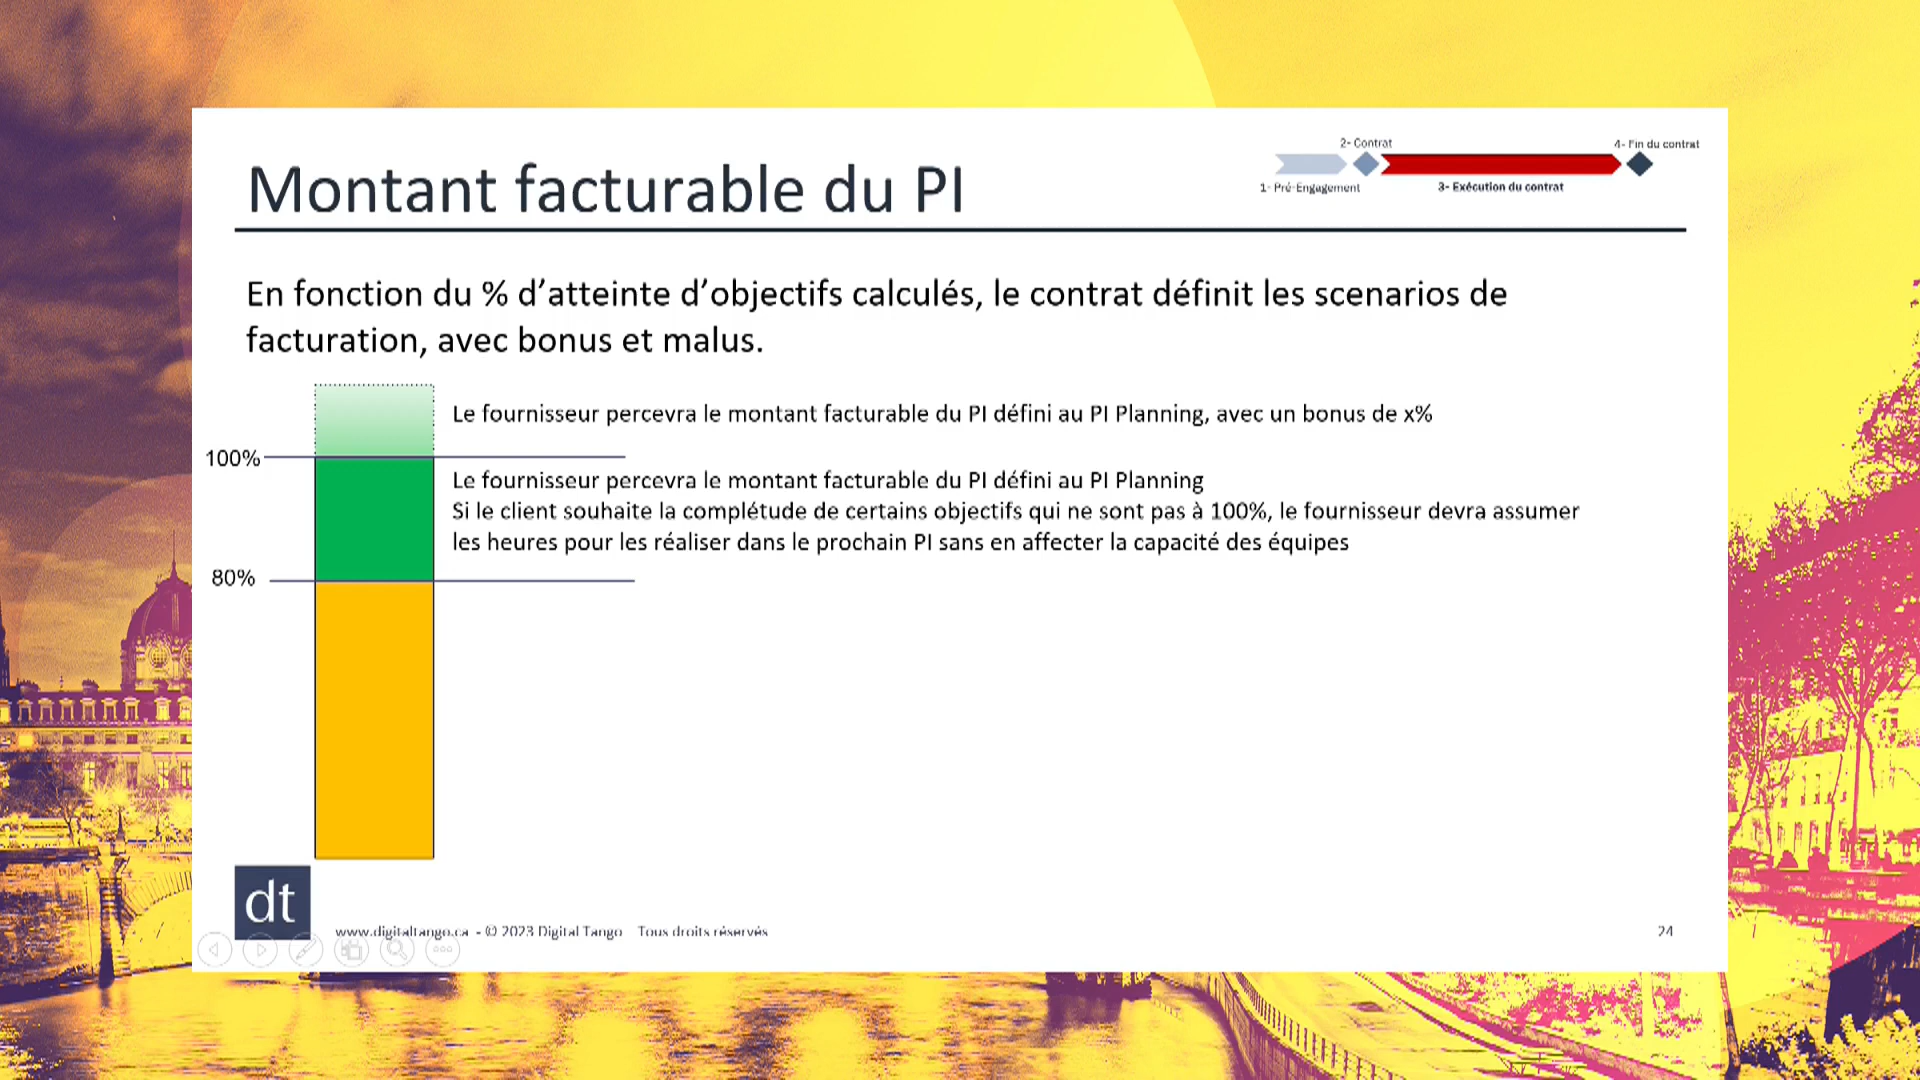 2- Contrat
4- Fin du contrat
1- Pré-Engagement
3- Exécution du contrat
Montant facturable du PI
En fonction du % d’atteinte d’objectifs calculés, le contrat définit les scenarios de
facturation, avec bonus et malus.
Le fournisseur percevra le montant facturable du PI défini au PI Planning, avec un bonus de x%
100%
Le fournisseur percevra le montant facturable du PI défini au PI Planning
Si le client souhaite la complétude de certains objectifs qui ne sont pas à 100%, le fournisseur devra assumer
les heures pour les réaliser dans le prochain PI sans en affecter la capacité des équipes
80%
dt
www.digitaltango.ca - © 2023 Digital Tango Tous droits réservés
24